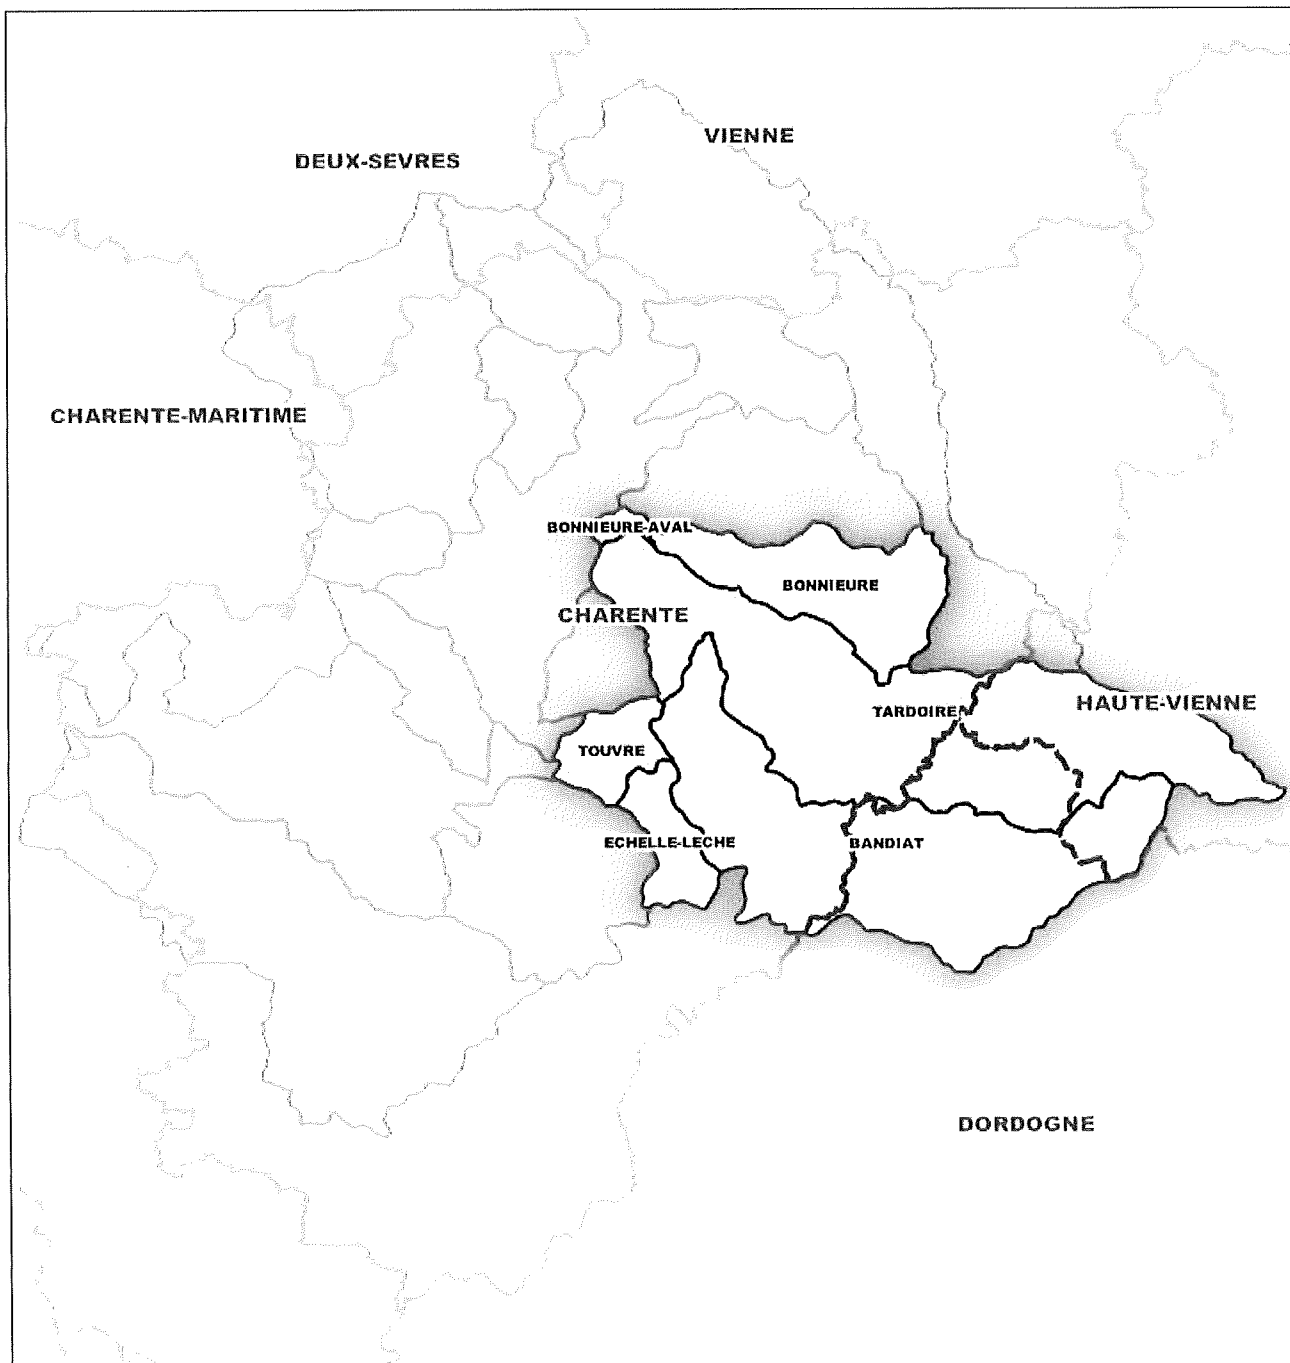 VIENNE
DEUX-SEVRES
CHARENTE-MARITIME
BONNIEURE-AVAL
BONNIEURE
CHARENTE
HAUTE-VIENNE
TARDOIRE
TOUVRE
ECHELLE-LECHE
BANDIAT
DORDOGNE